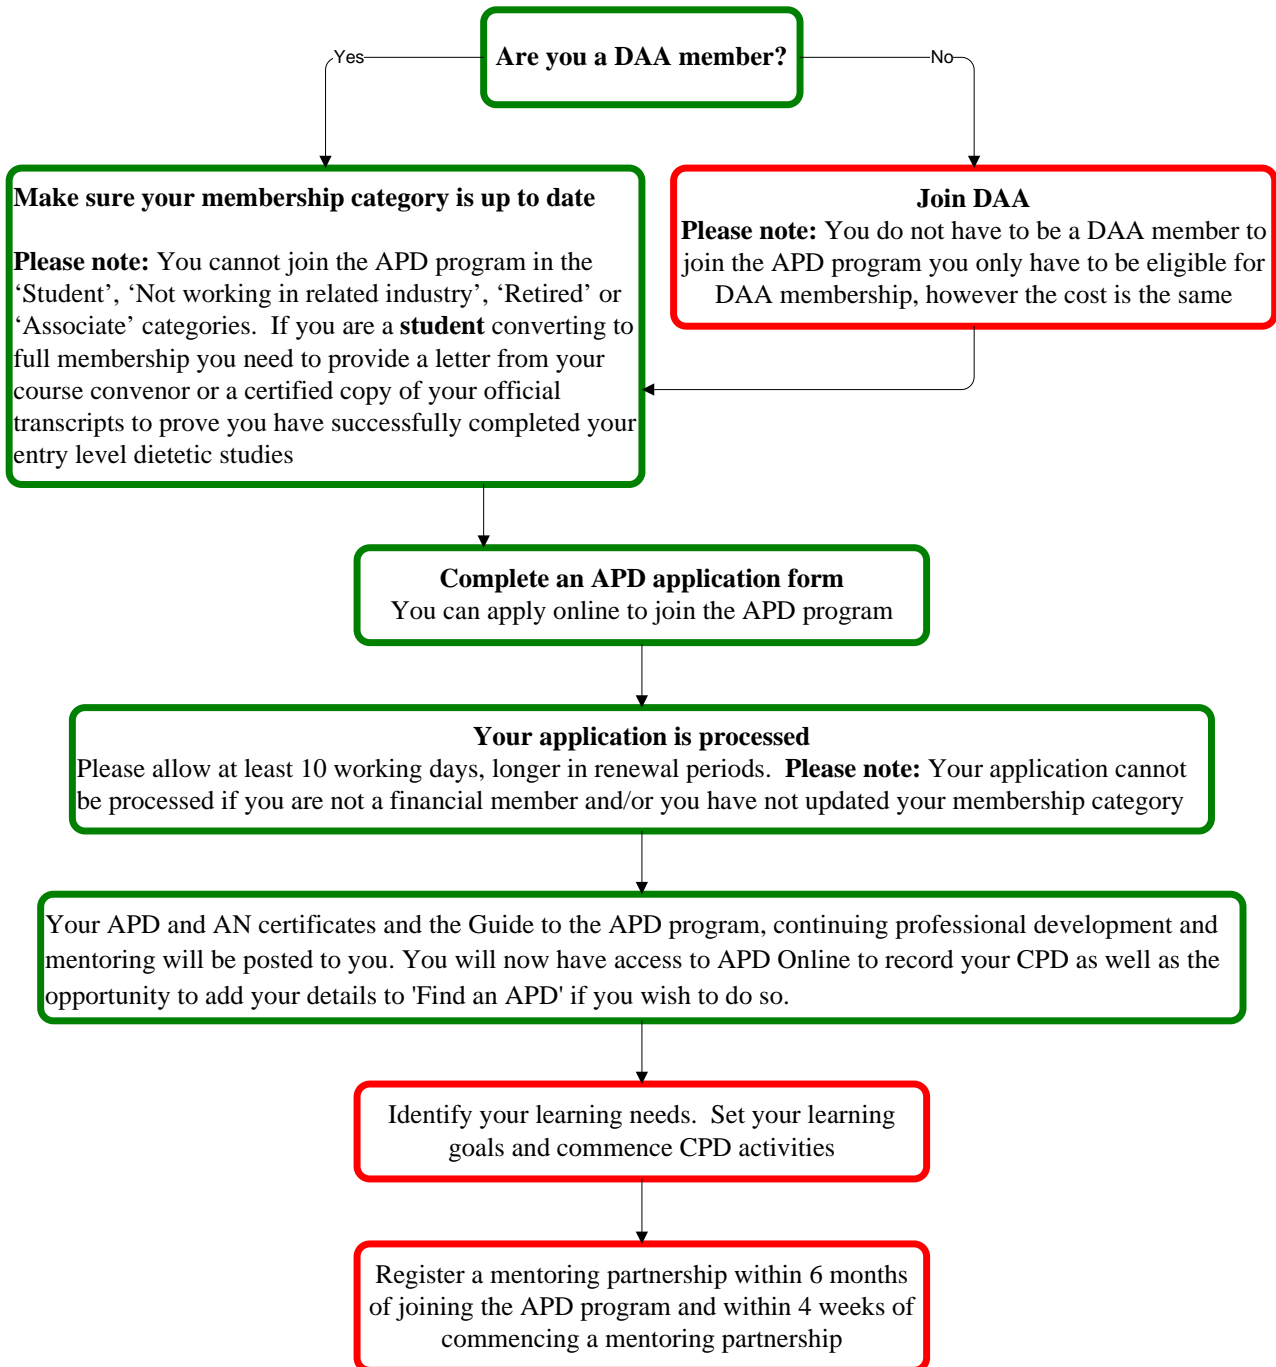 Are you a DAA member?
Yes
No
Make sure your membership category is up to date
Please note: You cannot join the APD program in the
‘Student’, ‘Not working in related industry’, ‘Retired’ or
‘Associate’ categories.  If you are a student converting to
full membership you need to provide a letter from your
course convenor or a certified copy of your official
transcripts to prove you have successfully completed your
entry level dietetic studies
Join DAA
Please note: You do not have to be a DAA member to
join the APD program you only have to be eligible for
DAA membership, however the cost is the same
Complete an APD application form
You can apply online to join the APD program
Your application is processed
Please allow at least 10 working days, longer in renewal periods.  Please note: Your application cannot
be processed if you are not a financial member and/or you have not updated your membership category
Your APD and AN certificates and the Guide to the APD program, continuing professional development and
mentoring will be posted to you. You will now have access to APD Online to record your CPD as well as the
opportunity to add your details to 'Find an APD' if you wish to do so.
Identify your learning needs.  Set your learning
goals and commence CPD activities
Register a mentoring partnership within 6 months
of joining the APD program and within 4 weeks of
commencing a mentoring partnership